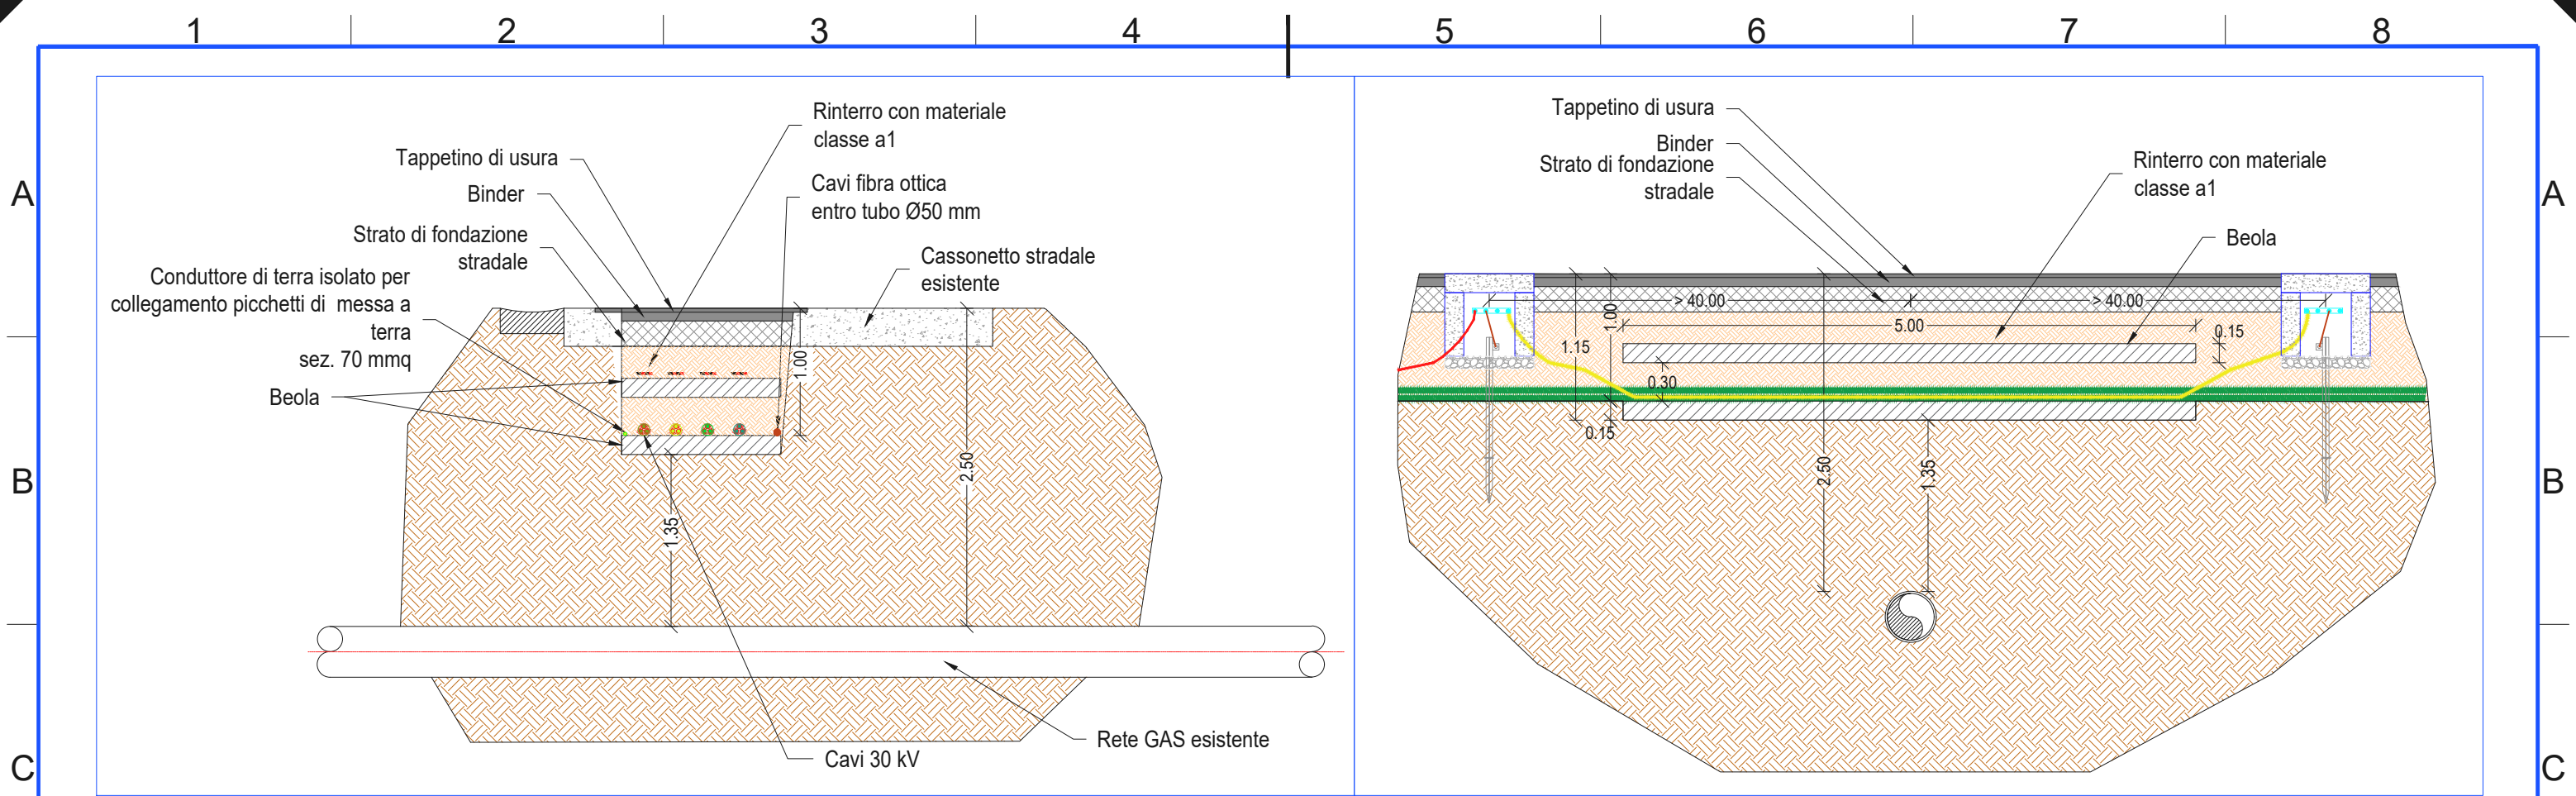 1 2 3 4 5 6 7 8
A
A
B
B
C
C
Rinterro con materiale
classe a1
Tappetino di usura
Cavi fibra ottica
entro tubo Ø50 mm
Binder
Strato di fondazione
stradale
Cassonetto stradale
esistente
Conduttore di terra isolato per
collegamento picchetti di messa a
terra
sez. 70 mmq
Beola
1.00
2.50
1.35
Rete GAS esistente
Cavi 30 kV
Tappetino di usura
Binder
Strato di fondazione
stradale
Rinterro con materiale
classe a1
Beola
> 40.00
> 40.00
5.00
1.00
1.15
0.15
0.30
0.15
2.50
1.35